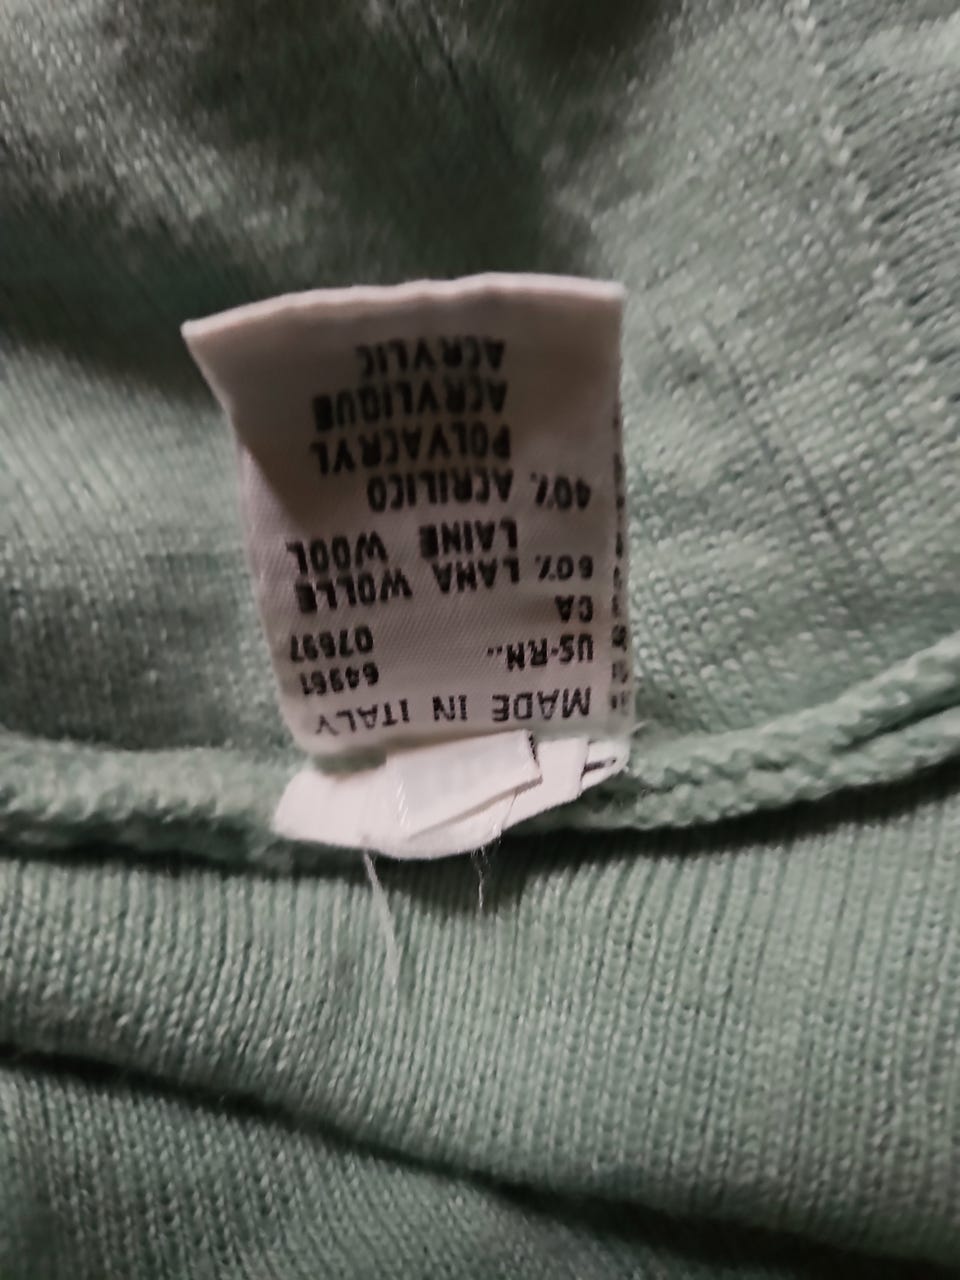 MADE IN ITALY
US-RN.. 64961
CA 07697
60% LANA WOLLE
LAINE WOOL
40% ACRILICO
POLYACRYL
ACRYLIQUE
ACRYLIC